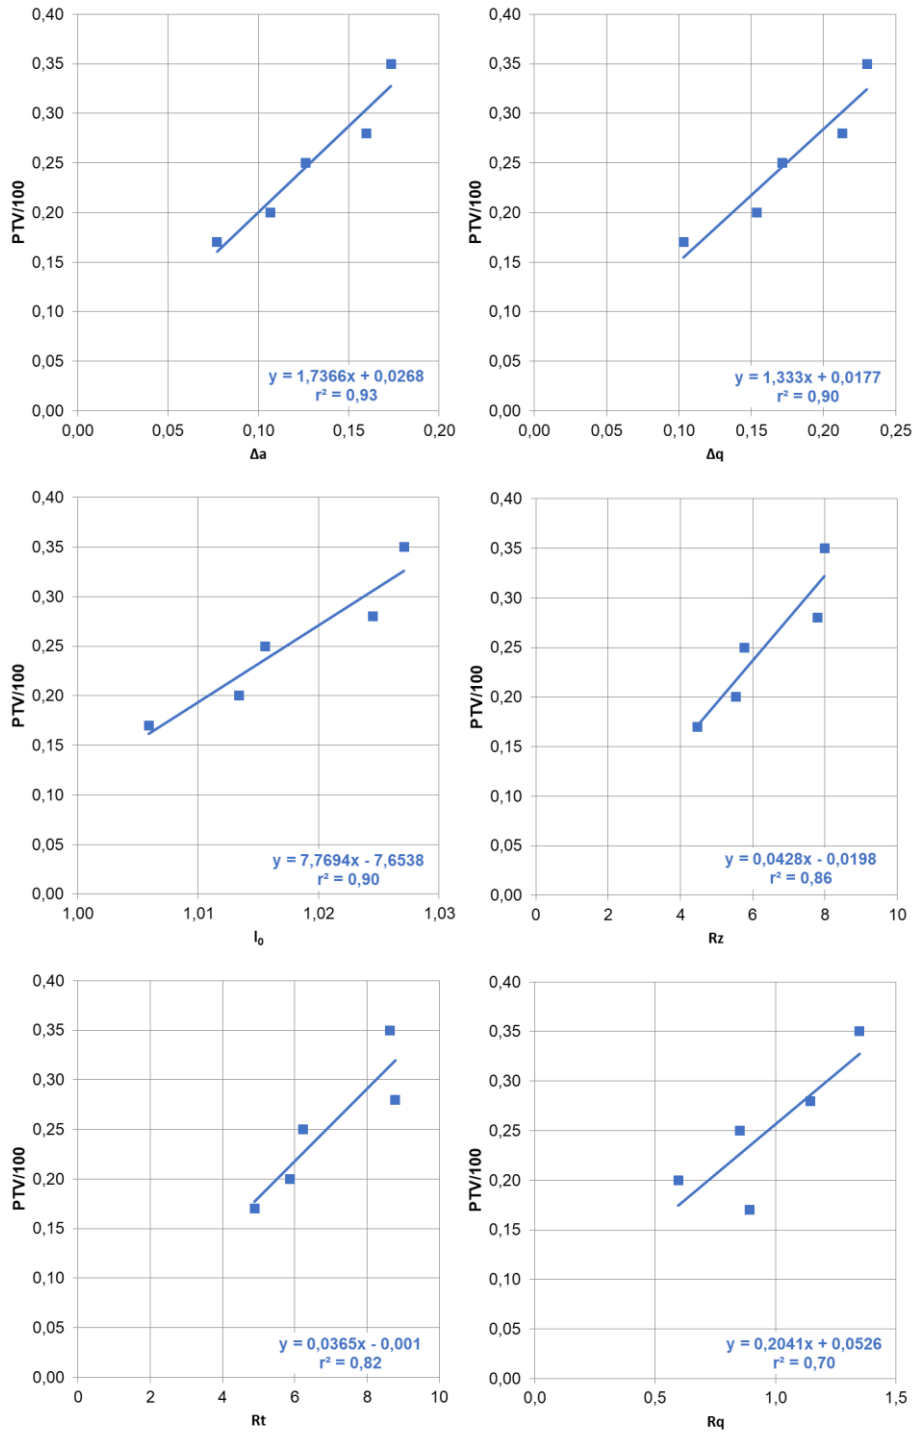 0,40
0,35
0,30
0,25
0,20
0,15
0,10
0,05
0,00
PTV/100
y = 1,7366x + 0,0268
r² = 0,93
0,00 0,05 0,10 0,15 0,20
Δa
0,40
0,35
0,30
0,25
0,20
0,15
0,10
0,05
0,00
PTV/100
y = 1,333x + 0,0177
r² = 0,90
0,00 0,10 0,15 0,20 0,25
Δq
0,40
0,35
0,30
0,25
0,20
0,15
0,10
0,05
0,00
PTV/100
y = 7,7694x - 7,6538
r² = 0,90
1,00 1,01 1,02 1,03
l₀
0,40
0,35
0,30
0,25
0,20
0,15
0,10
0,05
0,00
PTV/100
y = 0,0428x - 0,0198
r² = 0,86
0 2 4 6 8 10
Rz
0,40
0,35
0,30
0,25
0,20
0,15
0,10
0,05
0,00
PTV/100
y = 0,0365x - 0,001
r² = 0,82
0 2 4 6 8 10
Rt
0,40
0,35
0,30
0,25
0,20
0,15
0,10
0,05
0,00
PTV/100
y = 0,2041x + 0,0526
r² = 0,70
0,0 0,5 1,0 1,5
Rq